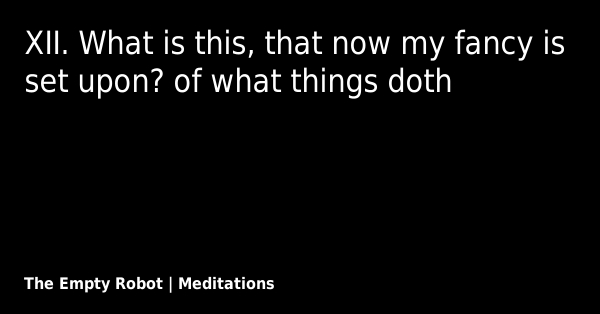 XII. What is this, that now my fancy is
set upon? of what things doth
The Empty Robot | Meditations